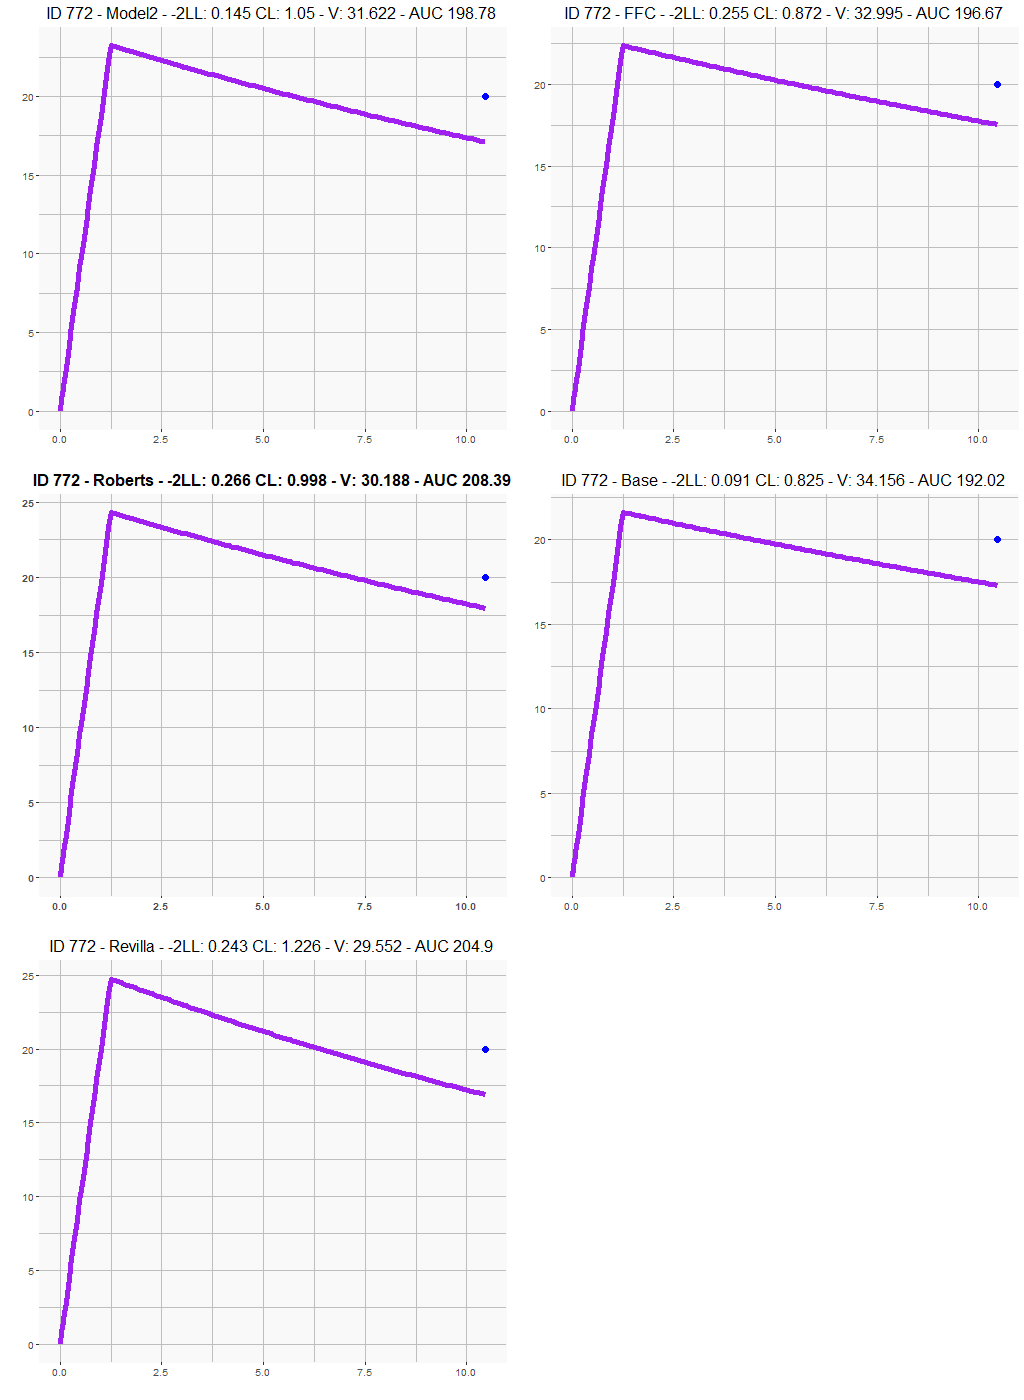 ID 772 - Model2 - -2LL: 0.145 CL: 1.05 - V: 31.622 - AUC 198.78
20
15
10
5
0
0.0 2.5 5.0 7.5 10.0
ID 772 - FFC - -2LL: 0.255 CL: 0.872 - V: 32.995 - AUC 196.67
20
15
10
5
0
0.0 2.5 5.0 7.5 10.0
ID 772 - Roberts - -2LL: 0.266 CL: 0.998 - V: 30.188 - AUC 208.39
25
20
15
10
5
0
0.0 2.5 5.0 7.5 10.0
ID 772 - Base - -2LL: 0.091 CL: 0.825 - V: 34.156 - AUC 192.02
20
15
10
5
0
0.0 2.5 5.0 7.5 10.0
ID 772 - Revilla - -2LL: 0.243 CL: 1.226 - V: 29.552 - AUC 204.9
25
20
15
10
5
0
0.0 2.5 5.0 7.5 10.0